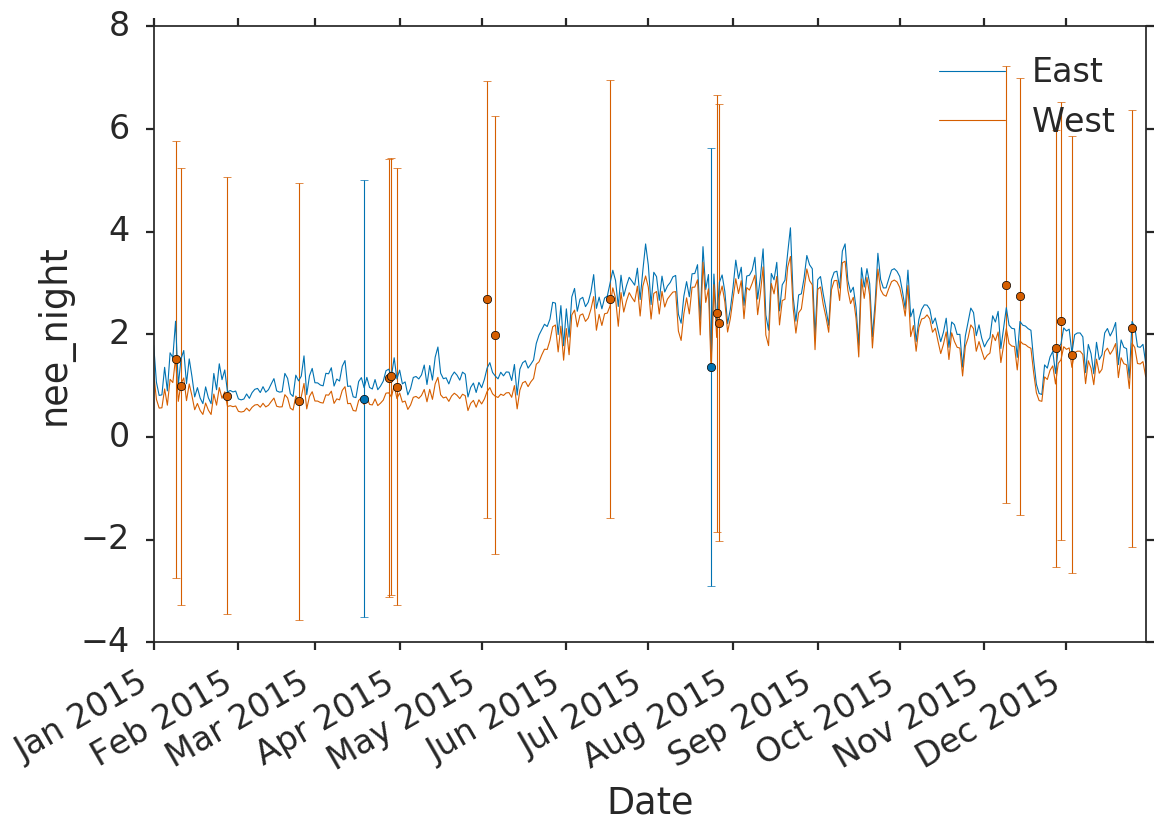 8
6
4
2
0
−2
−4
nee_night
East
West
Jan 2015
Feb 2015
Mar 2015
Apr 2015
May 2015
Jun 2015
Jul 2015
Aug 2015
Sep 2015
Oct 2015
Nov 2015
Dec 2015
Date